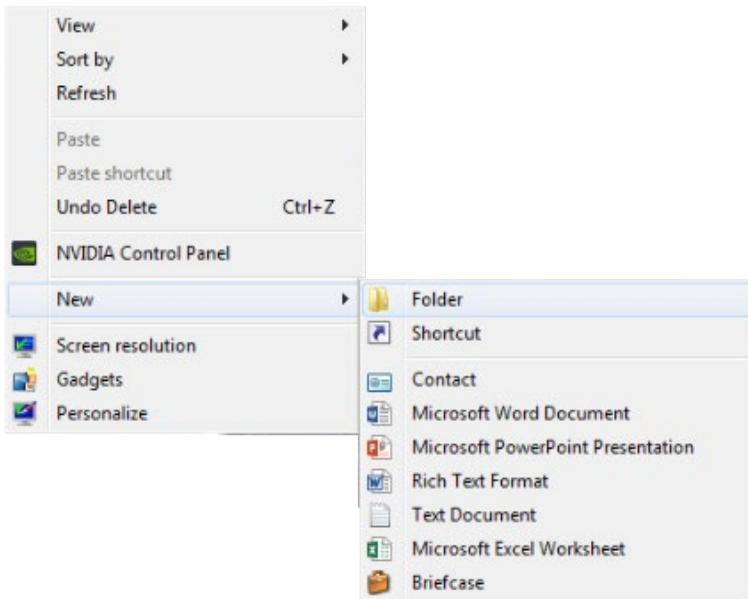 View
Sort by
Refresh
Paste
Paste shortcut
Undo Delete Ctrl+Z
NVIDIA Control Panel
New
Screen resolution
Gadgets
Personalize
Folder
Shortcut
Contact
Microsoft Word Document
Microsoft PowerPoint Presentation
Rich Text Format
Text Document
Microsoft Excel Worksheet
Briefcase